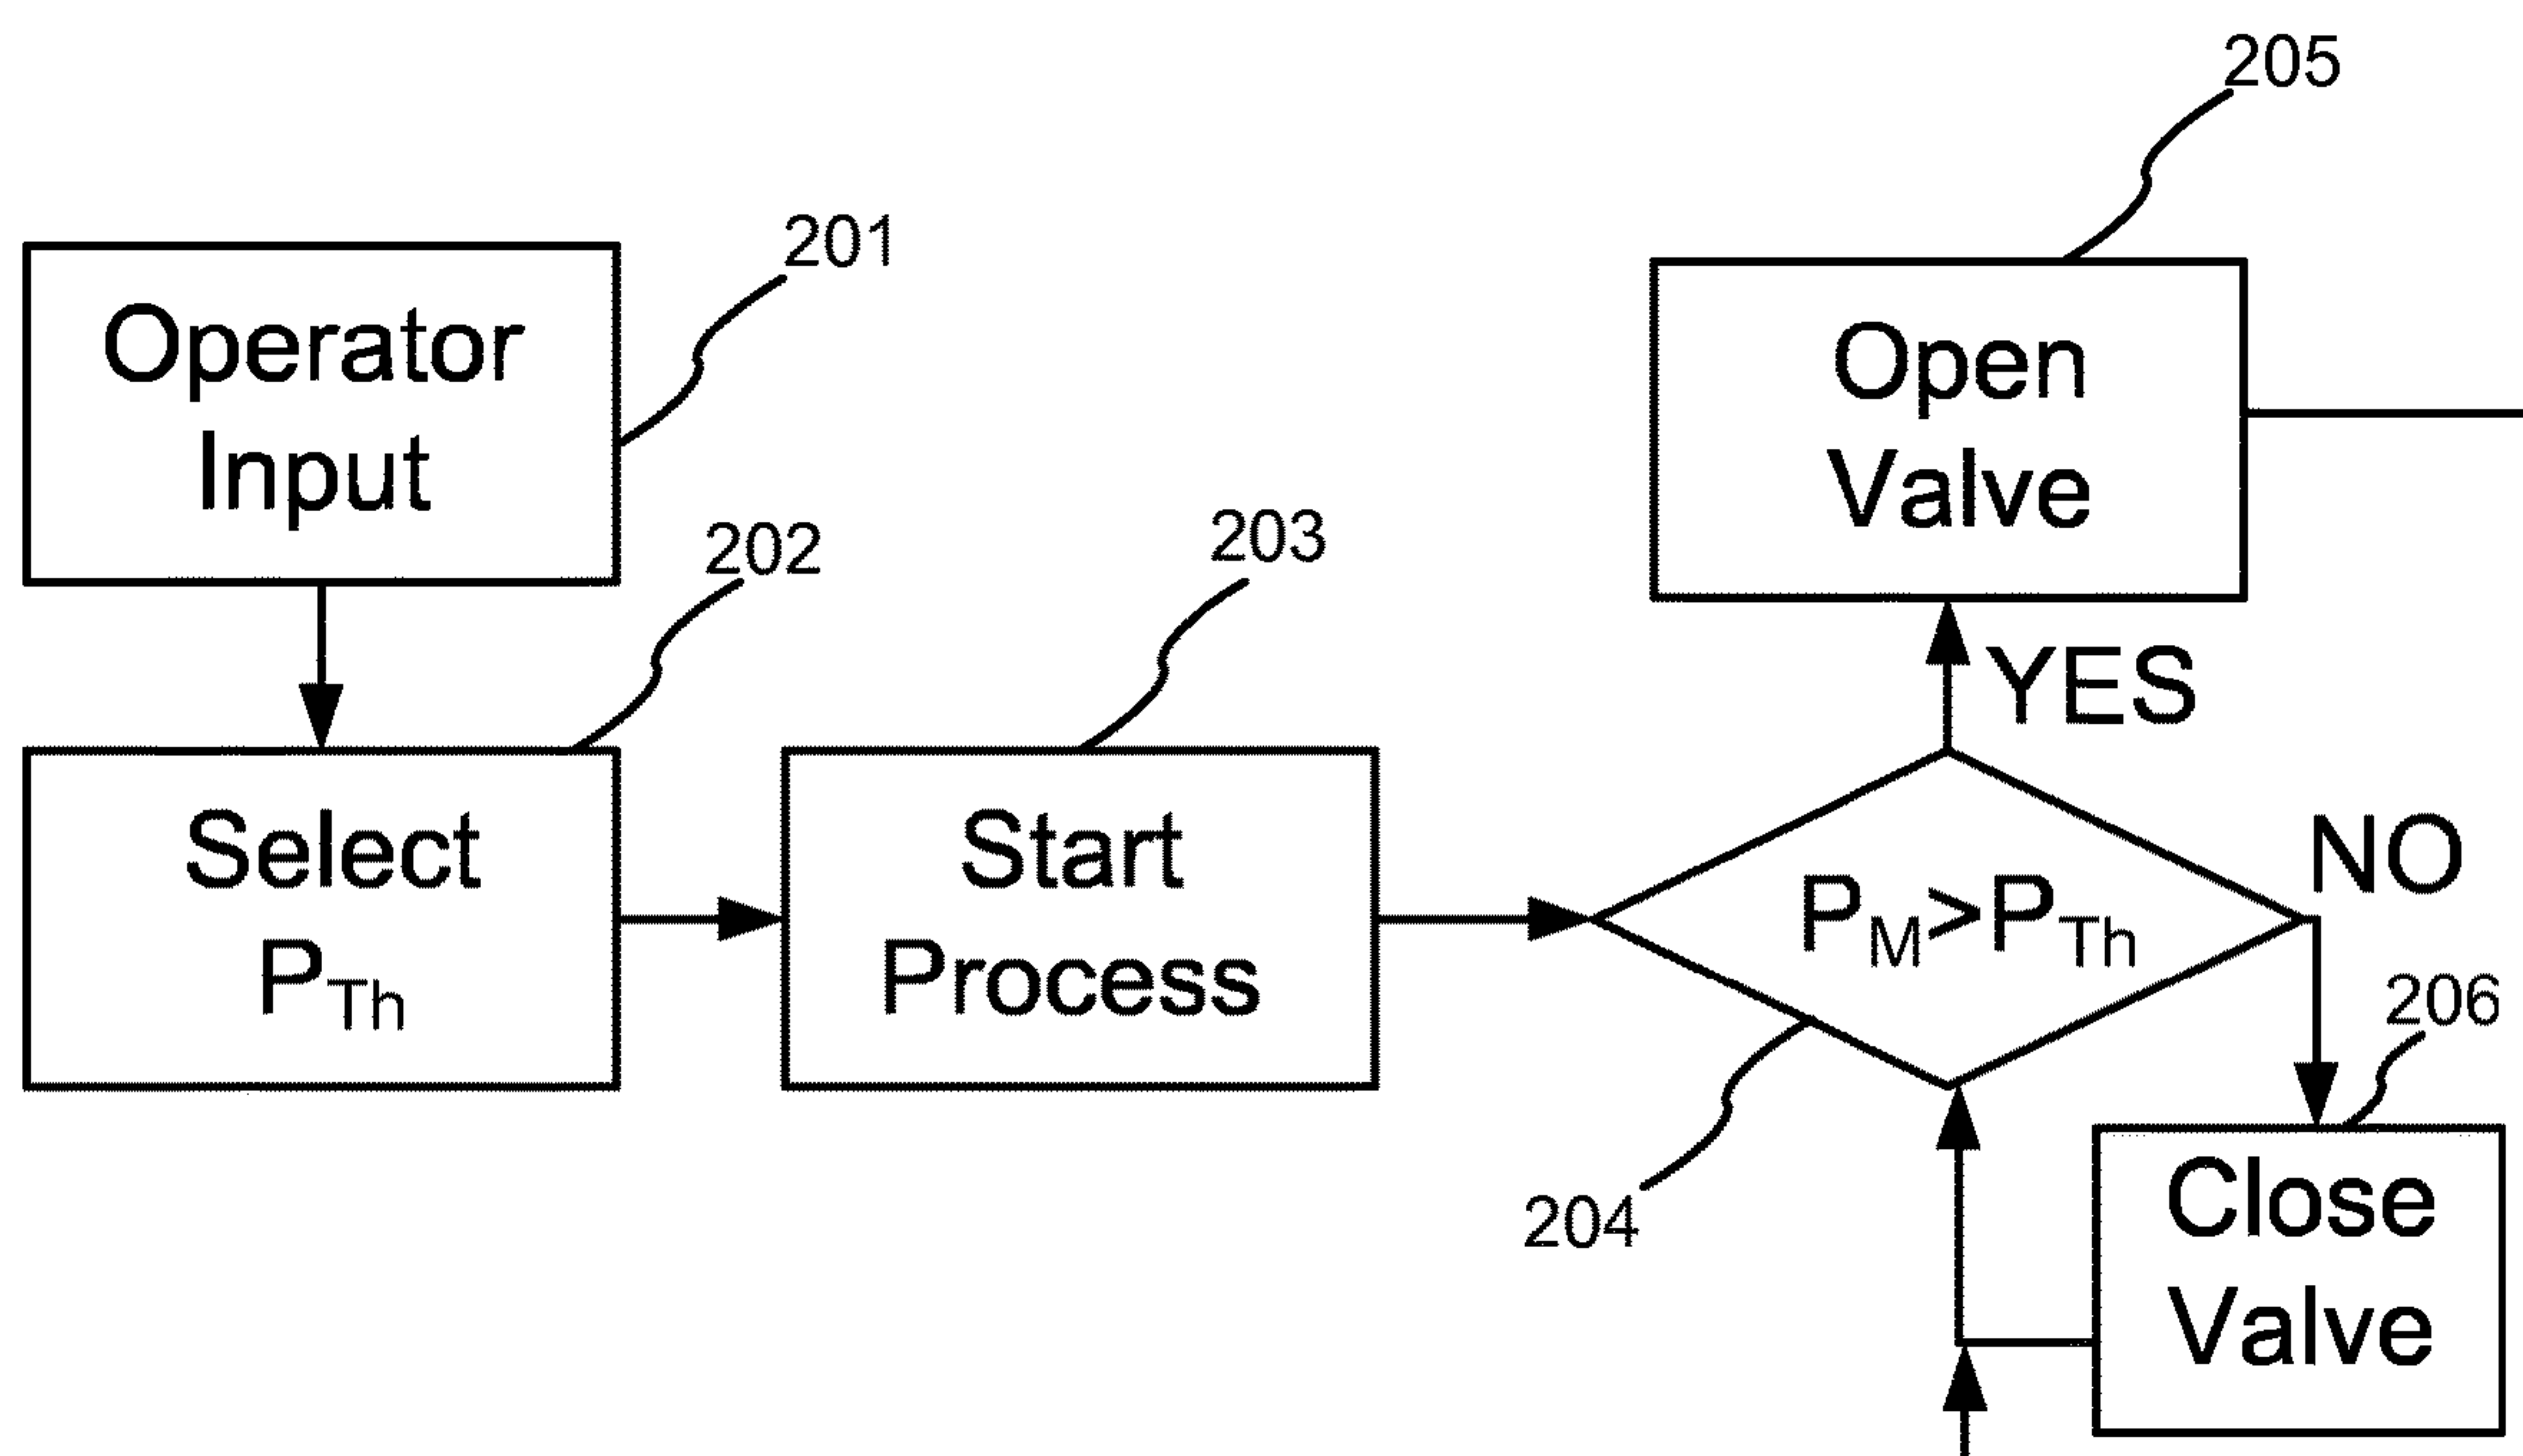 201
Operator
Input
202
Select
P_Th
203
Start
Process
204
P_M>P_Th
YES
205
Open
Valve
NO
206
Close
Valve